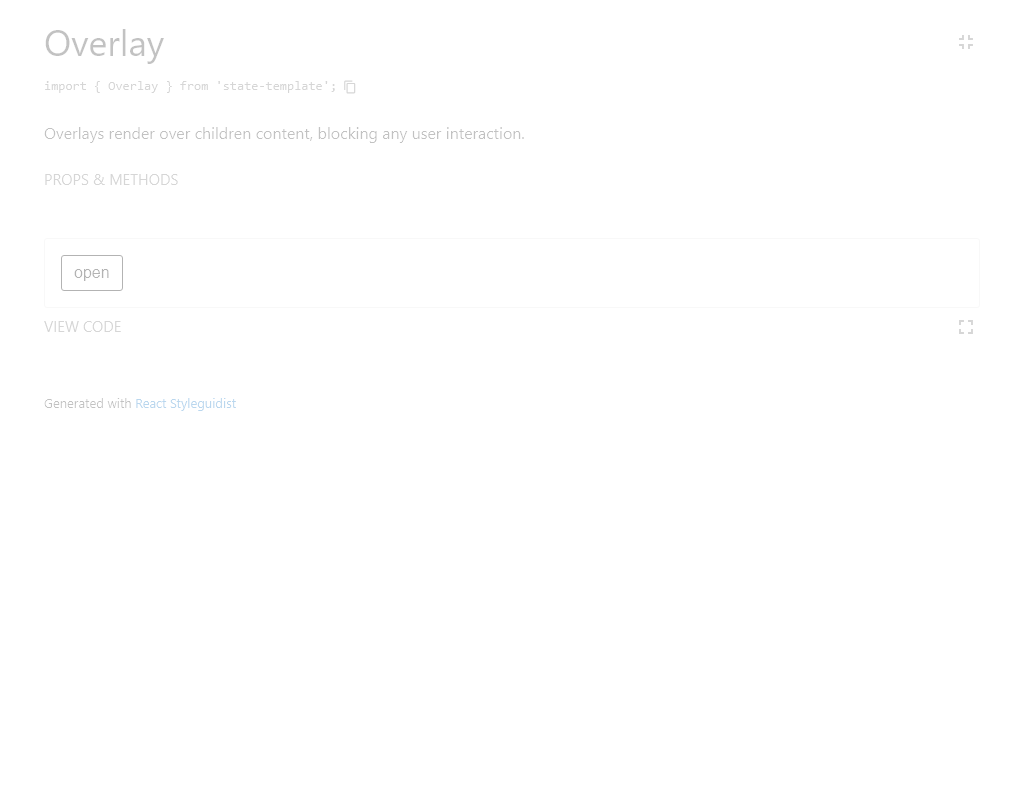 Overlay
import { Overlay } from 'state-template';
Overlays render over children content, blocking any user interaction.
PROPS & METHODS
open
VIEW CODE
Generated with React Styleguidist